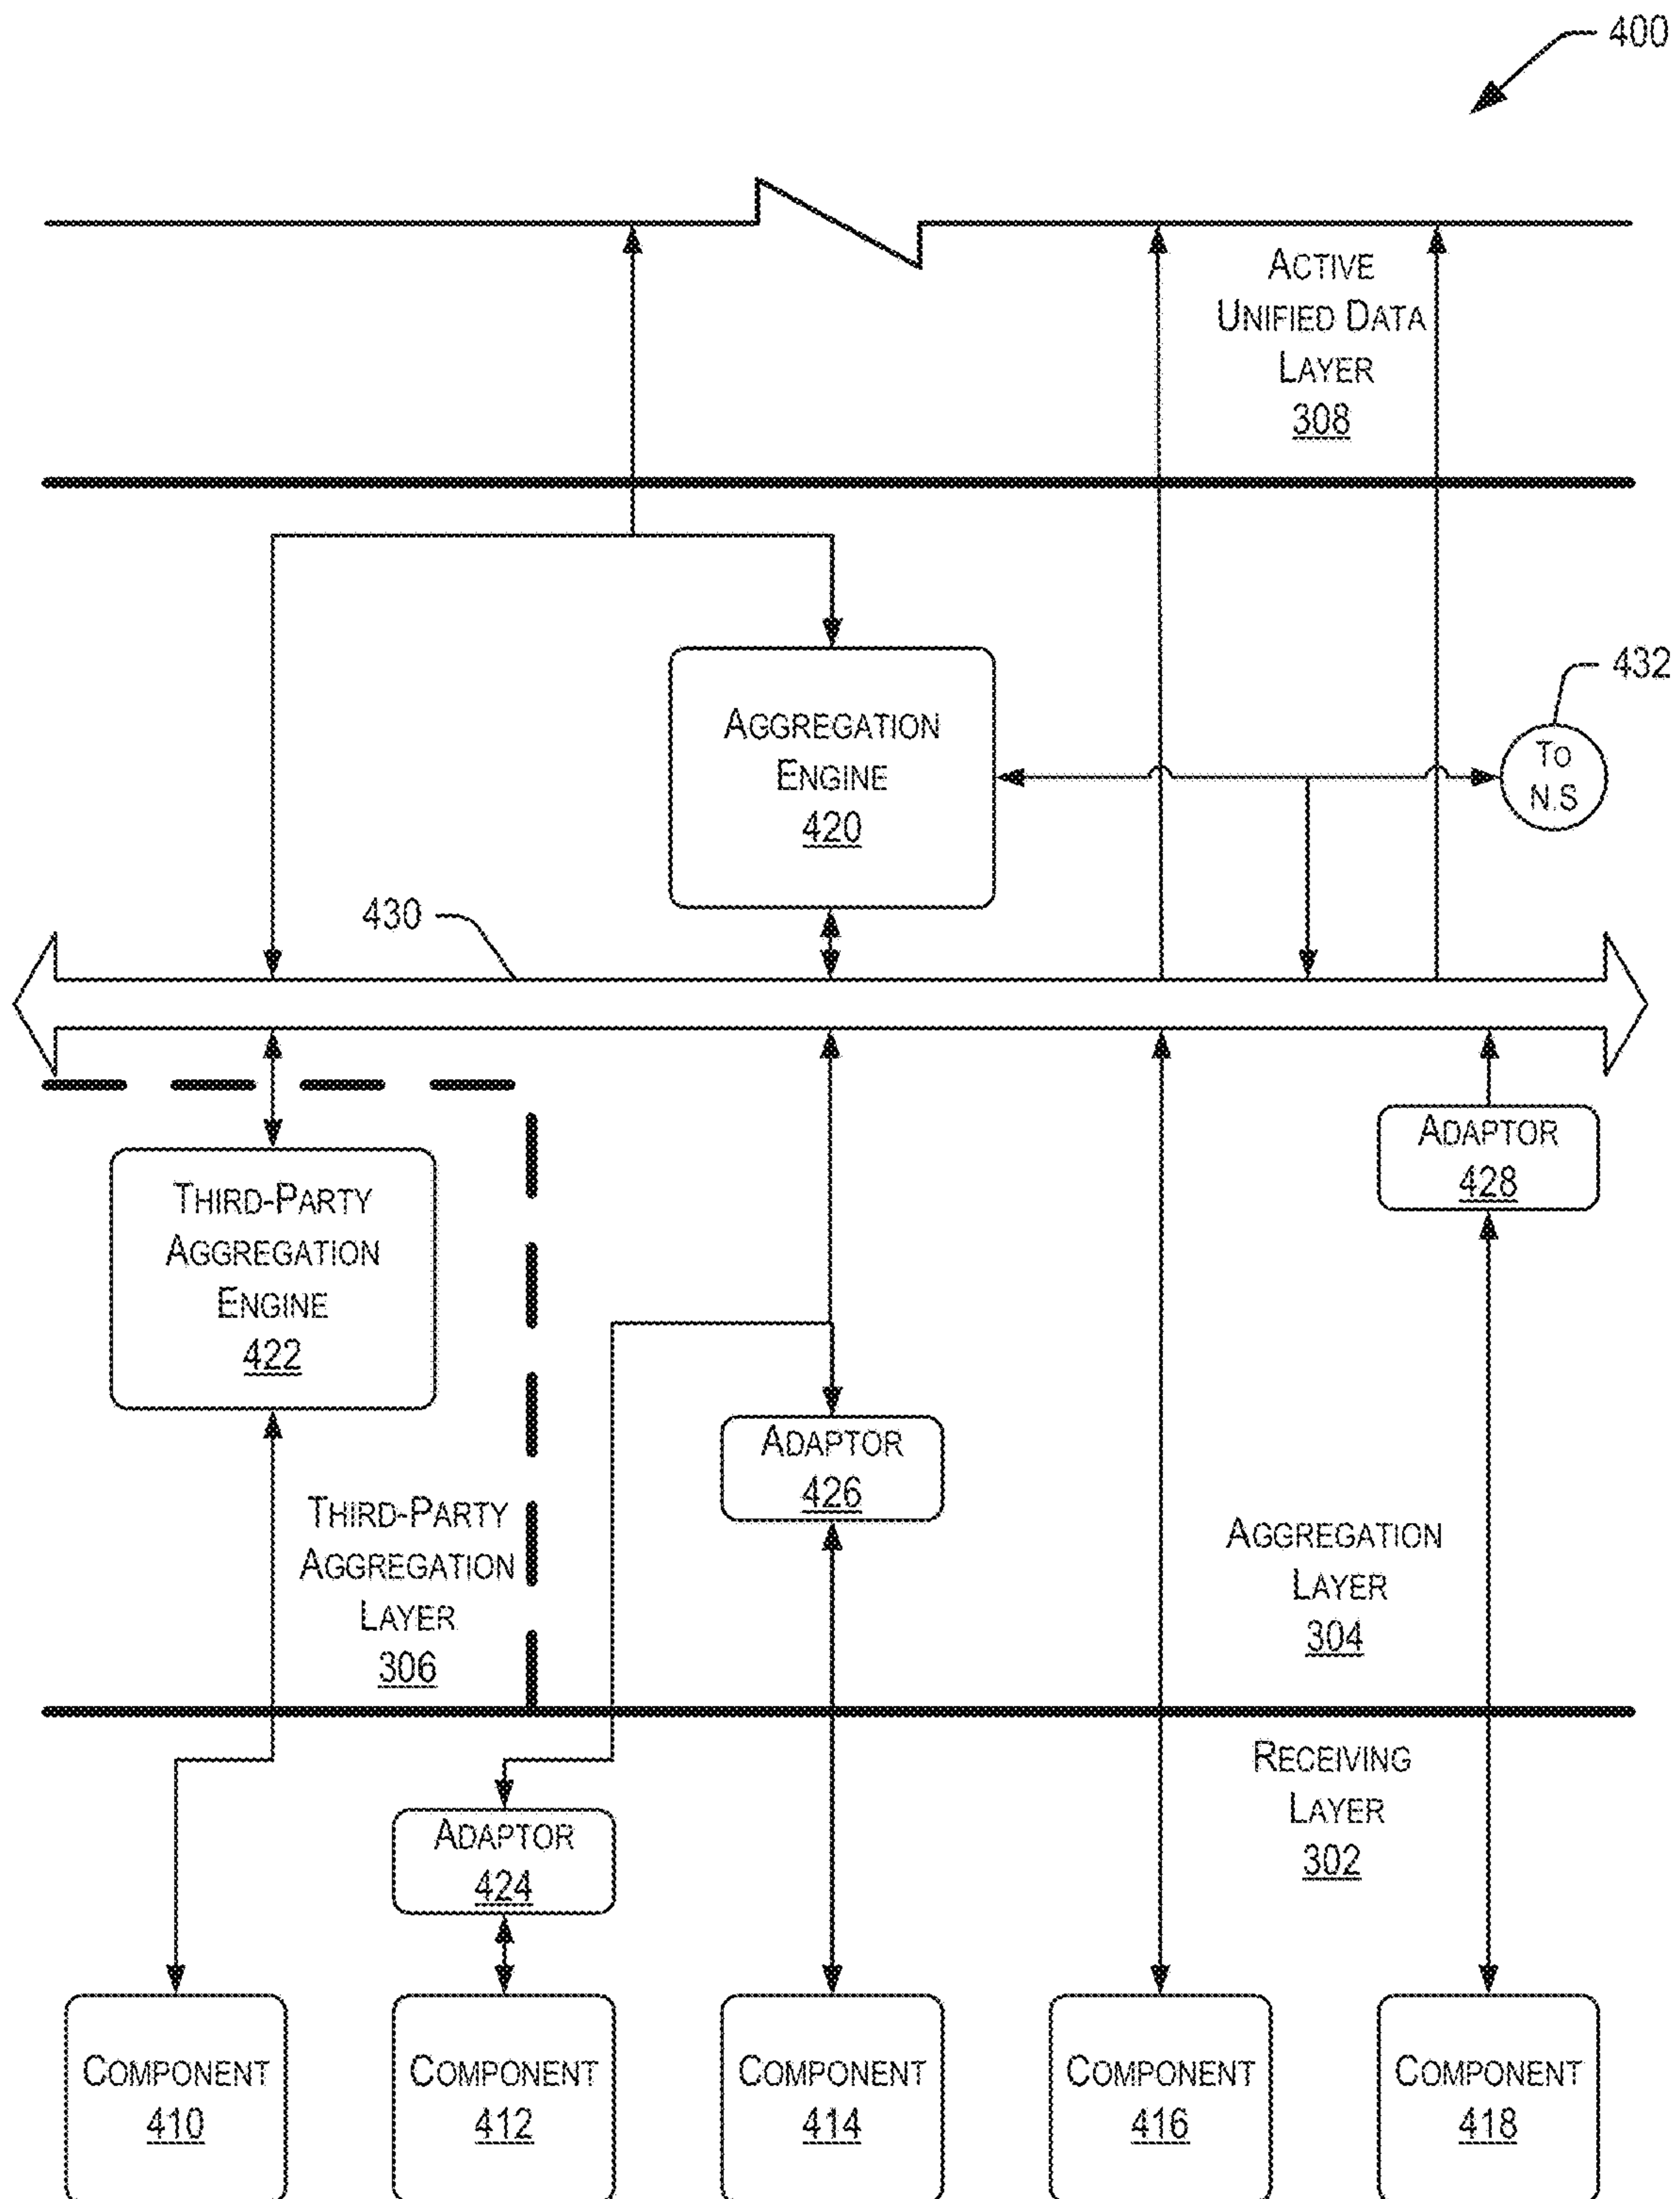 400
ACTIVE
UNIFIED DATA
LAYER
308
432
AGGREGATION
ENGINE
420
TO
N.S
430
ADAPTOR
428
THIRD-PARTY
AGGREGATION
ENGINE
422
ADAPTOR
426
THIRD-PARTY
AGGREGATION
LAYER
306
AGGREGATION
LAYER
304
RECEIVING
LAYER
302
ADAPTOR
424
COMPONENT
410
COMPONENT
412
COMPONENT
414
COMPONENT
416
COMPONENT
418